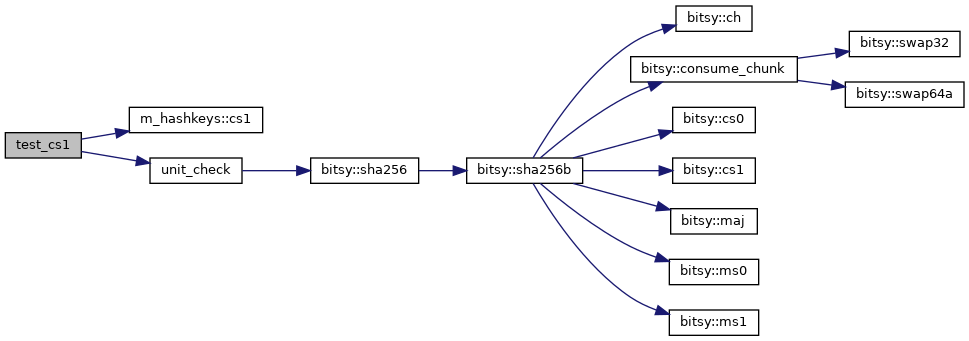 test_cs1
m_hashkeys::cs1
unit_check
bitsy::sha256
bitsy::sha256b
bitsy::ch
bitsy::consume_chunk
bitsy::swap32
bitsy::swap64a
bitsy::cs0
bitsy::cs1
bitsy::maj
bitsy::ms0
bitsy::ms1